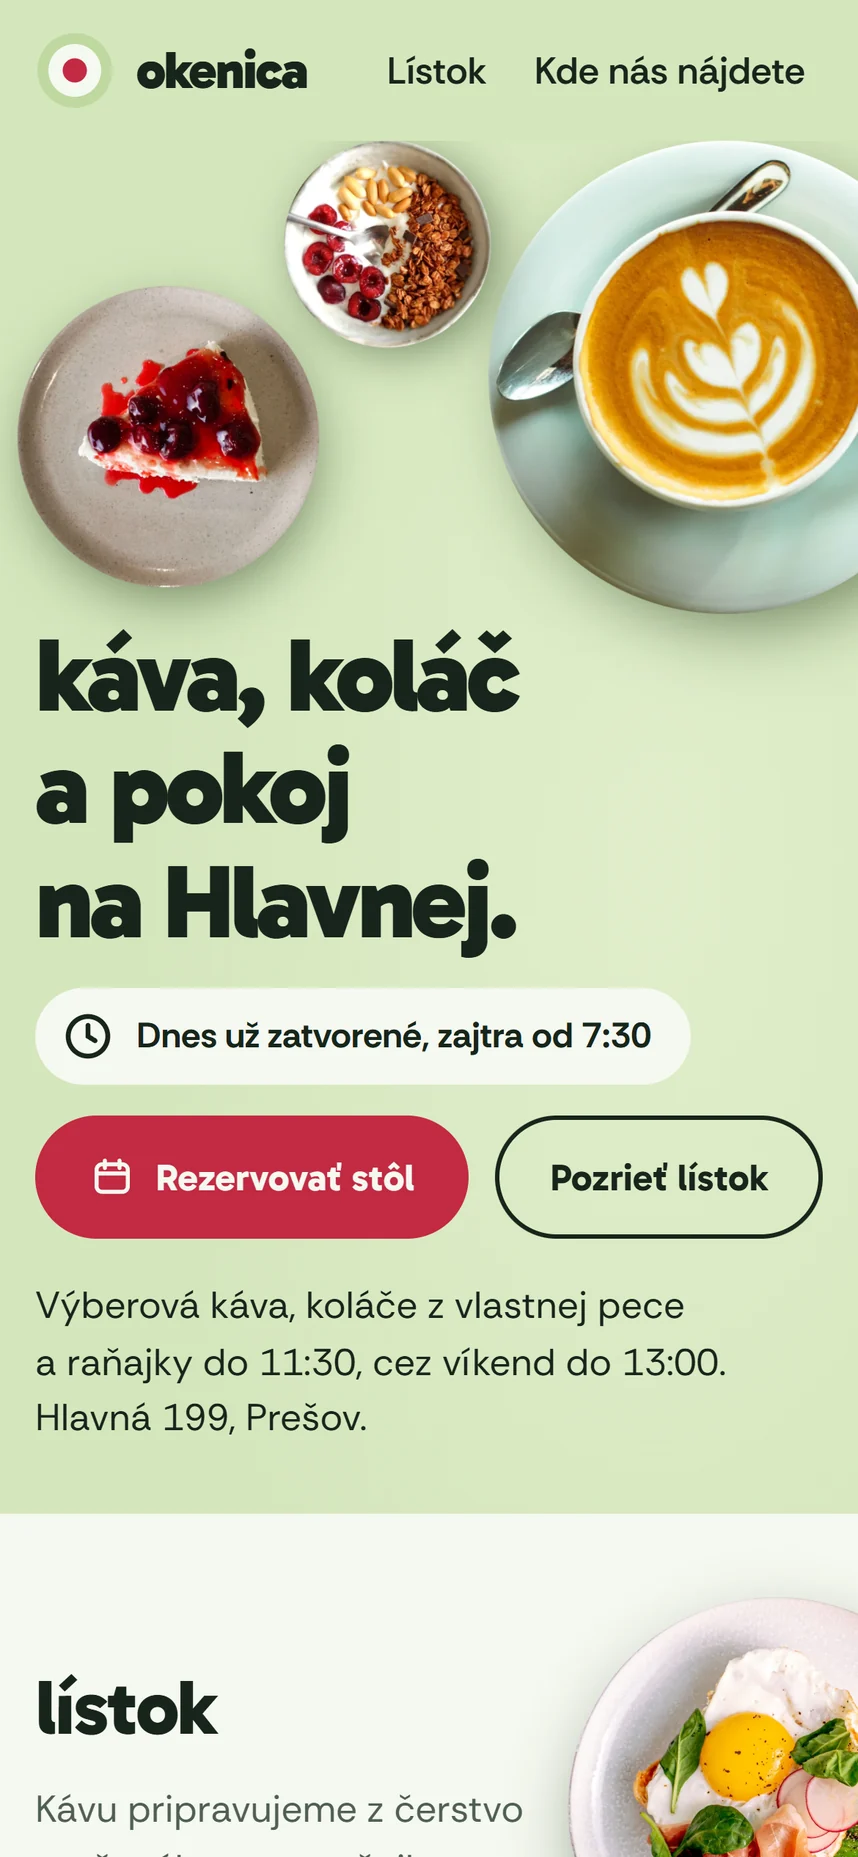 okenica
Lístok
Kde nás nájdete
káva, koláč
a pokoj
na Hlavnej.
Dnes už zatvorené, zajtra od 7:30
Rezervovať stôl
Pozrieť lístok
Výberová káva, koláče z vlastnej pece
a raňajky do 11:30, cez víkend do 13:00.
Hlavná 199, Prešov.
lístok
Kávu pripravujeme z čerstvo